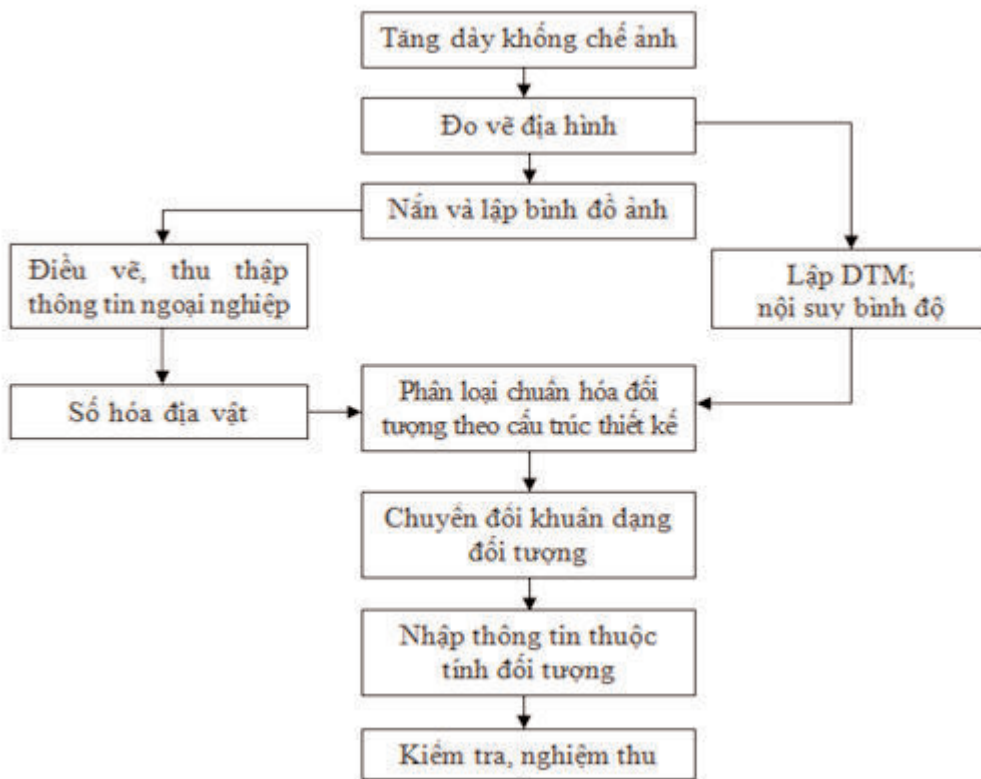 Tăng dày khống chế ảnh
Đo vẽ địa hình
Nắn và lập bình đồ ảnh
Điều vẽ, thu thập
thông tin ngoại nghiệp
Lập DTM;
nội suy bình độ
Số hóa địa vật
Phân loại chuẩn hóa đối
tượng theo cấu trúc thiết kế
Chuyển đổi khuân dạng
đối tượng
Nhập thông tin thuộc
tính đối tượng
Kiểm tra, nghiệm thu